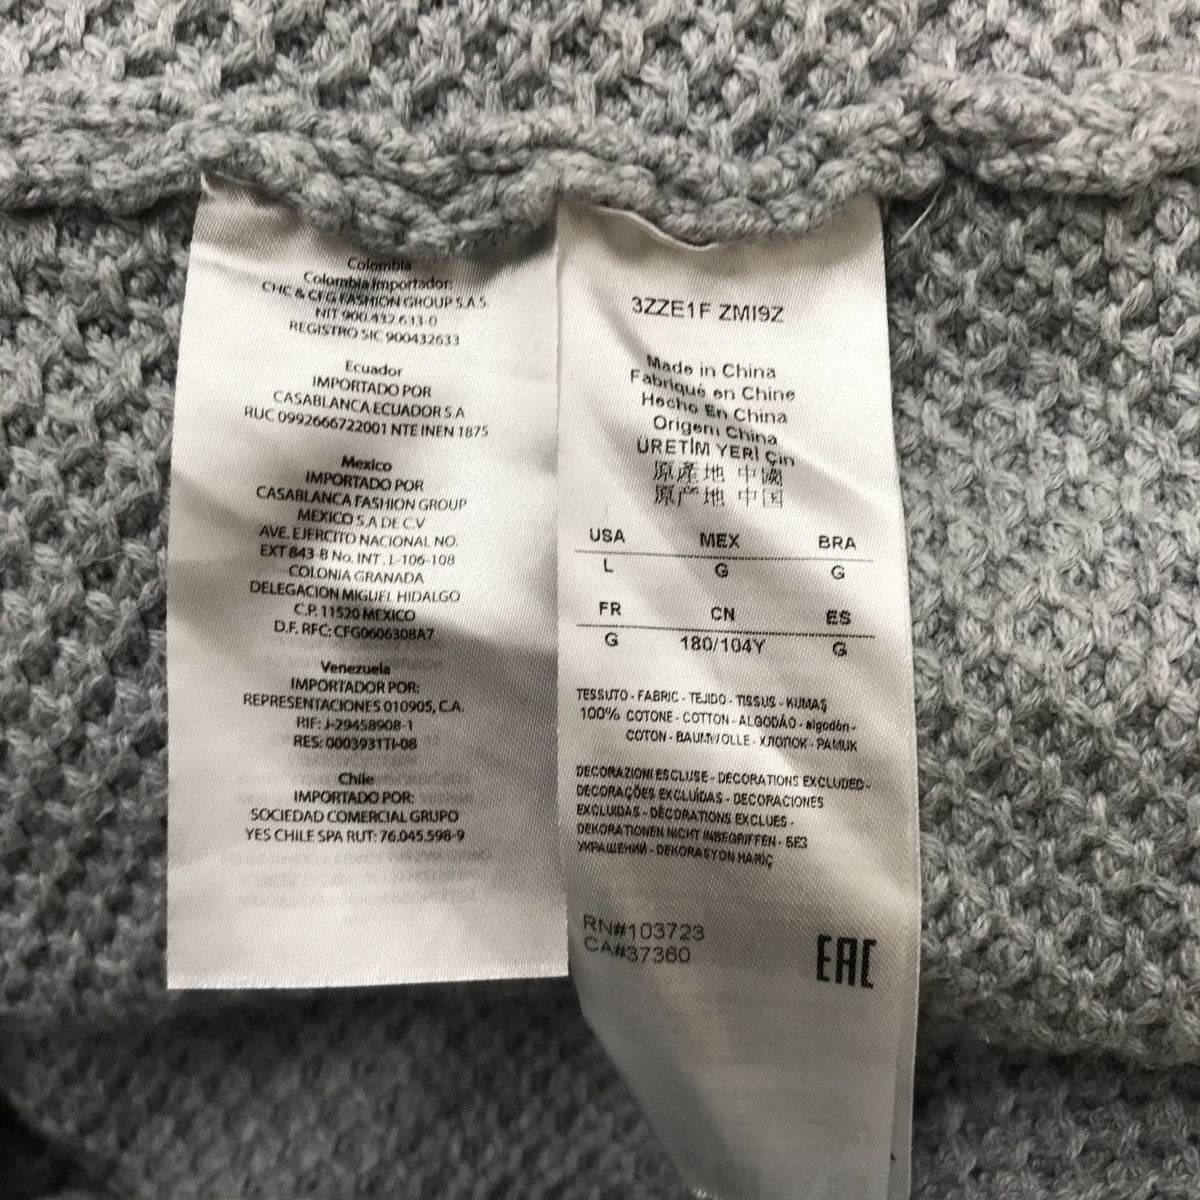 Colombia
Colombia Importador:
CHC & CFG FASHION GROUP S.A.S.
NIT 900.432.633-0
REGISTRO SIC 900432633
Ecuador
IMPORTADO POR
CASABLANCA ECUADOR S.A
RUC 0992666722001 NTE INEN 1875
Mexico
IMPORTADO POR
CASABLANCA FASHION GROUP
MEXICO S.A DE C.V
AVE. EJERCITO NACIONAL NO.
EXT 843-B No. INT. L-106-108
COLONIA GRANADA
DELEGACION MIGUEL HIDALGO
C.P. 11520 MEXICO
D.F. RFC: CFG0606308A7
Venezuela
IMPORTADOR POR:
REPRESENTACIONES 010905, C.A.
RIF: J-29458908-1
RES: 0003931TI-08
Chile
IMPORTADO POR:
SOCIEDAD COMERCIAL GRUPO
YES CHILE SPA RUT: 76.045.598-9
3ZZE1F ZMI9Z
Made in China
Fabriqué en Chine
Hecho En China
Origem China
ÜRETİM YERİ Çin
原產地 中國
原产地 中国
USA MEX BRA
L G G
FR CN ES
G 180/104Y G
TESSUTO - FABRIC - TEJIDO - TISSUS - KUMAŞ
100% COTONE - COTTON - ALGODÃO - algodón -
COTON - BAUMWOLLE - ХЛОПОК - PAMUK
DECORAZIONI ESCLUSE - DECORATIONS EXCLUDED -
DECORAÇÕES EXCLUÍDAS - DECORACIONES
EXCLUIDAS - DÉCORATIONS EXCLUES -
DEKORATIONEN NICHT INBEGRIFFEN - БЕЗ
УКРАШЕНИЙ - DEKORASYON HARİÇ
RN#103723
CA#37360
EAC